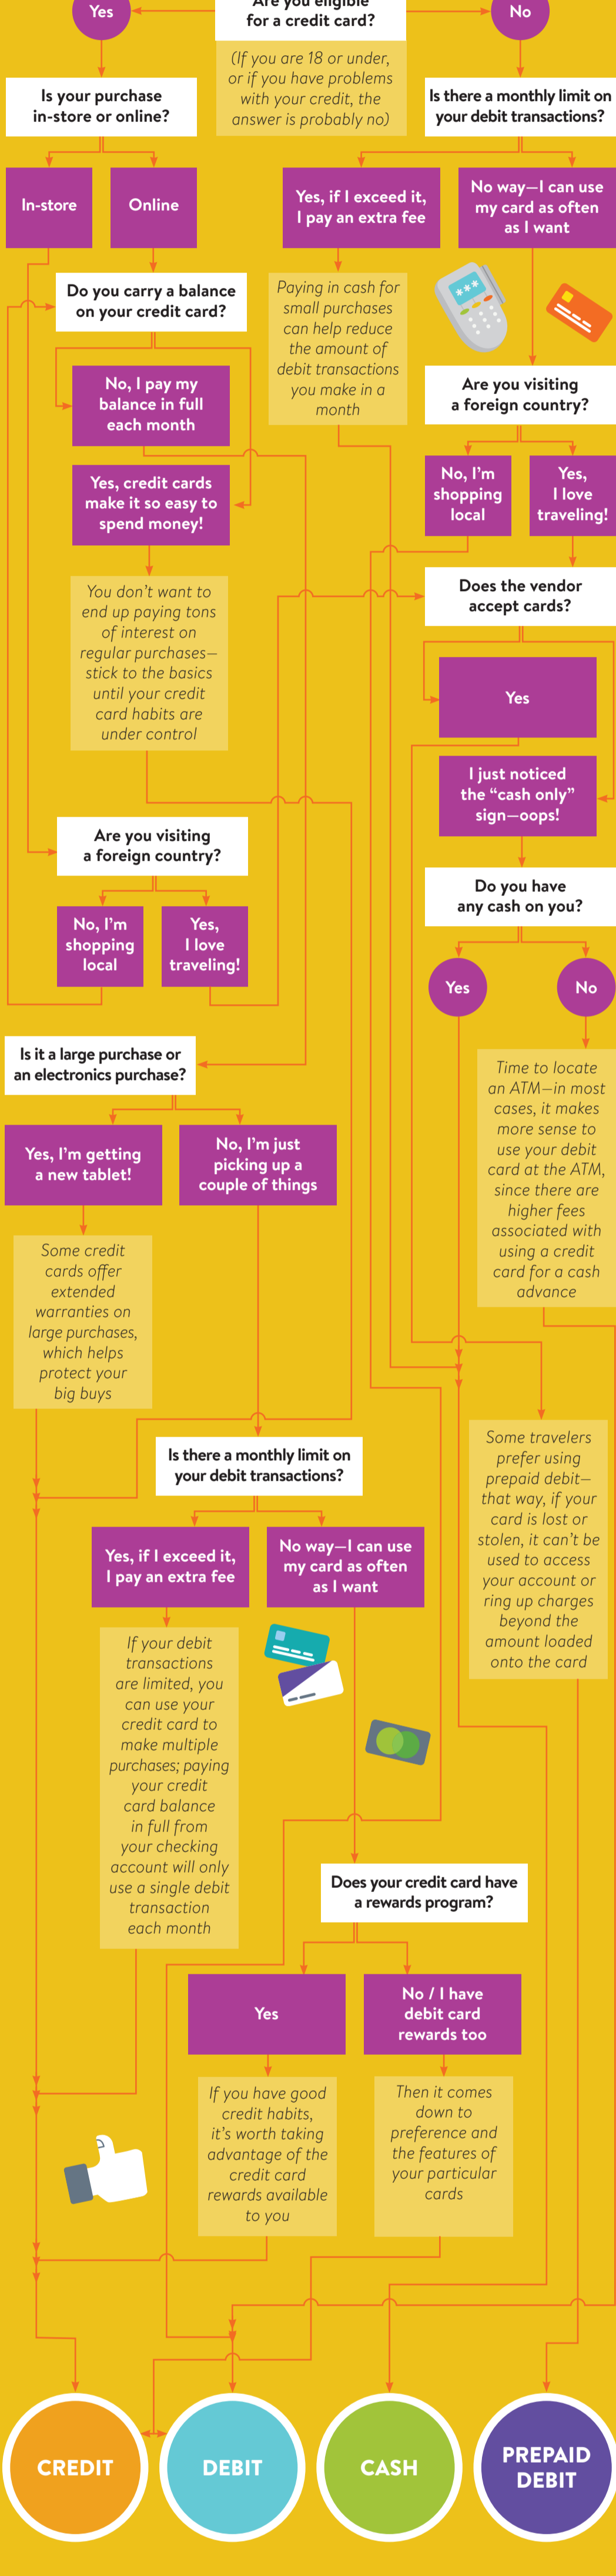 Are you eligible
for a credit card?
Yes
No
(If you are 18 or under,
or if you have problems
with your credit, the
answer is probably no)
Is your purchase
in-store or online?
Is there a monthly limit on
your debit transactions?
In-store
Online
Yes, if I exceed it,
I pay an extra fee
No way—I can use
my card as often
as I want
Do you carry a balance
on your credit card?
Paying in cash for
small purchases
can help reduce
the amount of
debit transactions
you make in a
month
***
No, I pay my
balance in full
each month
Are you visiting
a foreign country?
Yes, credit cards
make it so easy to
spend money!
No, I'm
shopping
local
Yes,
I love
traveling!
You don't want to
end up paying tons
of interest on
regular purchases—
stick to the basics
until your credit
card habits are
under control
Does the vendor
accept cards?
Yes
I just noticed
the “cash only”
sign—oops!
Are you visiting
a foreign country?
Do you have
any cash on you?
No, I'm
shopping
local
Yes,
I love
traveling!
Yes
No
Is it a large purchase or
an electronics purchase?
Time to locate
an ATM—in most
cases, it makes
more sense to
use your debit
card at the ATM,
since there are
higher fees
associated with
using a credit
card for a cash
advance
Yes, I'm getting
a new tablet!
No, I'm just
picking up a
couple of things
Some credit
cards offer
extended
warranties on
large purchases,
which helps
protect your
big buys
Is there a monthly limit on
your debit transactions?
Some travelers
prefer using
prepaid debit—
that way, if your
card is lost or
stolen, it can't be
used to access
your account or
ring up charges
beyond the
amount loaded
onto the card
Yes, if I exceed it,
I pay an extra fee
No way—I can use
my card as often
as I want
If your debit
transactions
are limited, you
can use your
credit card to
make multiple
purchases; paying
your credit
card balance
in full from
your checking
account will only
use a single debit
transaction
each month
Does your credit card have
a rewards program?
Yes
No / I have
debit card
rewards too
If you have good
credit habits,
it's worth taking
advantage of the
credit card
rewards available
to you
Then it comes
down to
preference and
the features of
your particular
cards
CREDIT
DEBIT
CASH
PREPAID
DEBIT